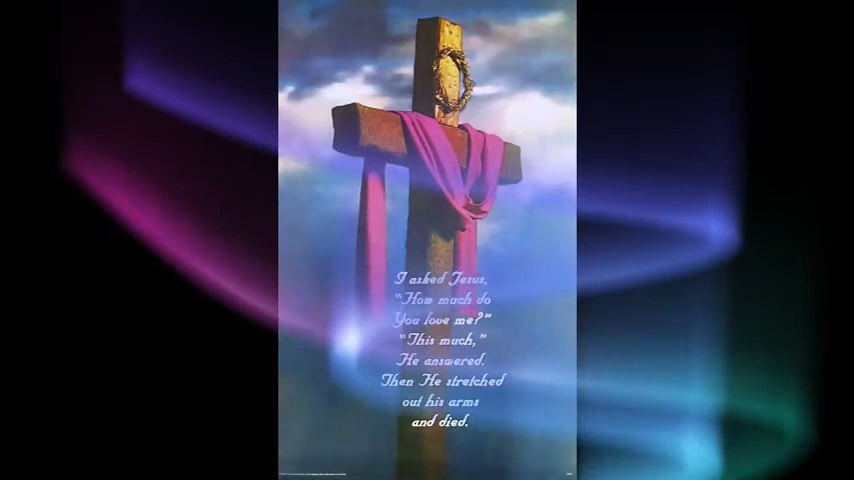 I asked Jesus,
"How much do
You love me?"
"This much,"
He answered.
Then He stretched
out his arms
and died.